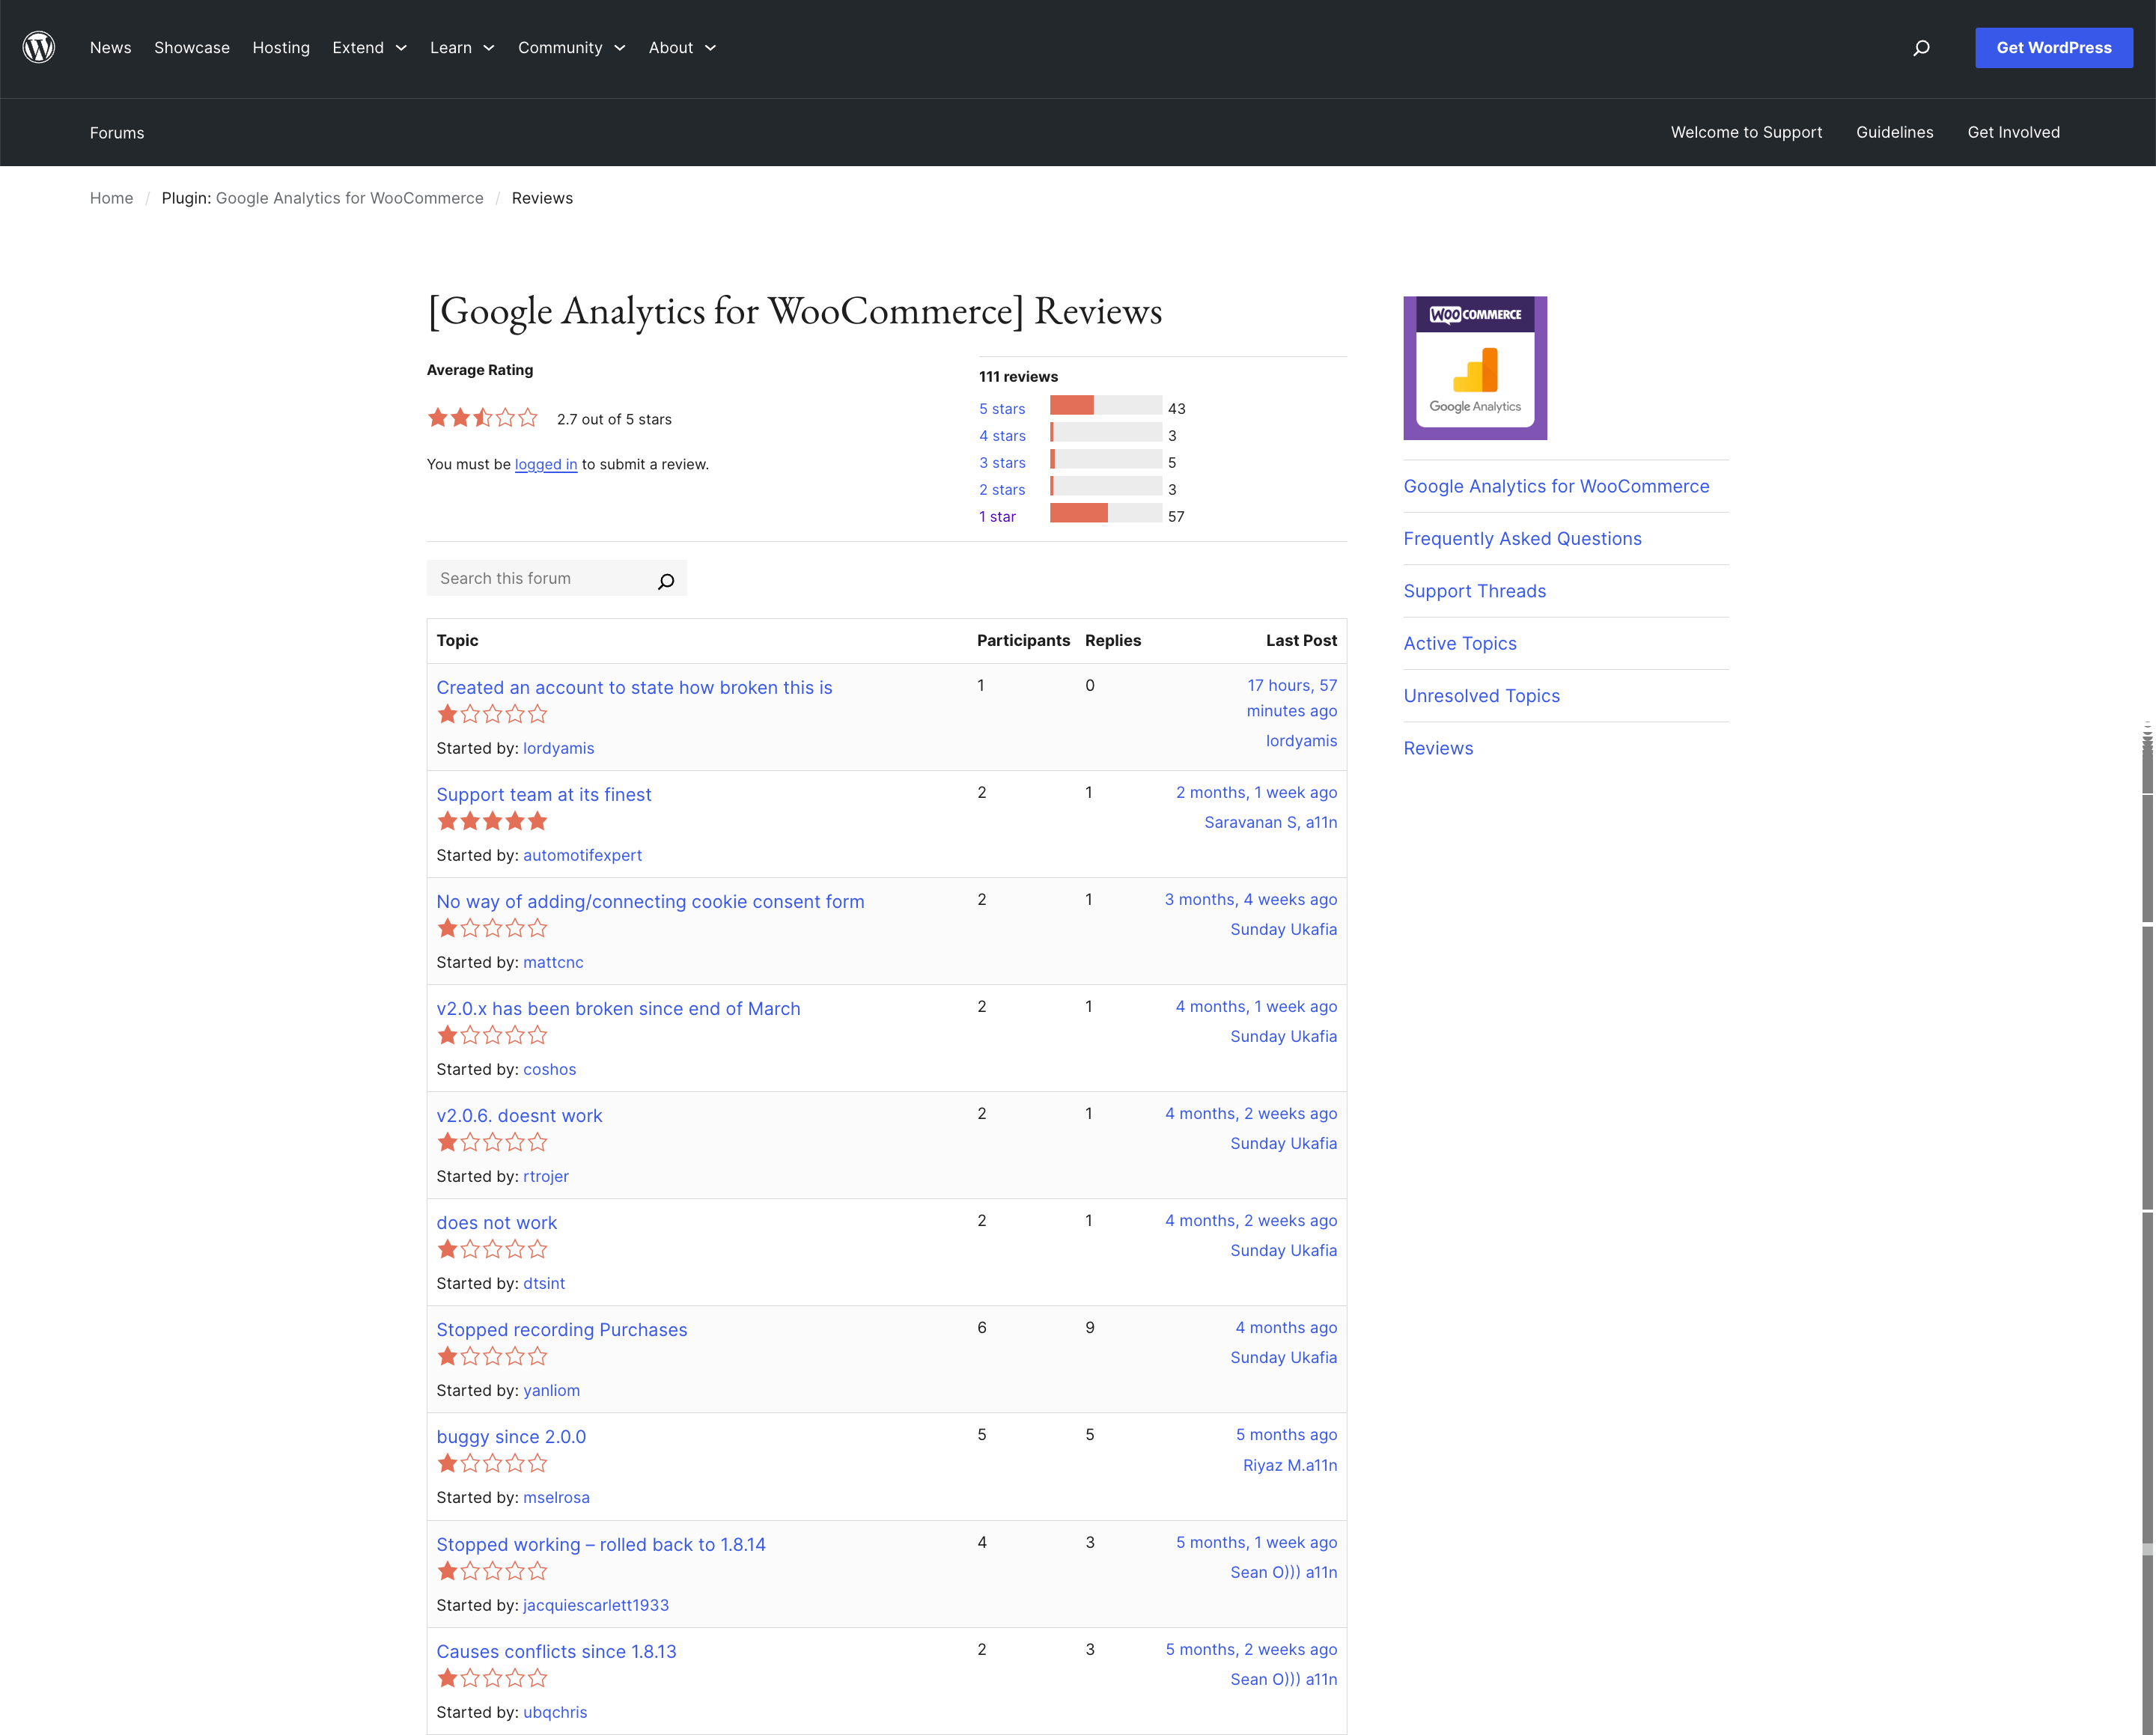 News Showcase Hosting Extend Learn Community About Get WordPress
Forums Welcome to Support Guidelines Get Involved
Home / Plugin: Google Analytics for WooCommerce / Reviews
[Google Analytics for WooCommerce] Reviews
Average Rating
2.7 out of 5 stars
You must be logged in to submit a review.
111 reviews
5 stars 43
4 stars 3
3 stars 5
2 stars 3
1 star 57
Search this forum
Topic Participants Replies Last Post
Created an account to state how broken this is 1 0 17 hours, 57
minutes ago
lordyamis
Started by: lordyamis
Support team at its finest 2 1 2 months, 1 week ago
Saravanan S, a11n
Started by: automotifexpert
No way of adding/connecting cookie consent form 2 1 3 months, 4 weeks ago
Sunday Ukafia
Started by: mattcnc
v2.0.x has been broken since end of March 2 1 4 months, 1 week ago
Sunday Ukafia
Started by: coshos
v2.0.6. doesnt work 2 1 4 months, 2 weeks ago
Sunday Ukafia
Started by: rtrojer
does not work 2 1 4 months, 2 weeks ago
Sunday Ukafia
Started by: dtsint
Stopped recording Purchases 6 9 4 months ago
Sunday Ukafia
Started by: yanliom
buggy since 2.0.0 5 5 5 months ago
Riyaz M.a11n
Started by: mselrosa
Stopped working – rolled back to 1.8.14 4 3 5 months, 1 week ago
Sean O))) a11n
Started by: jacquiescarlett1933
Causes conflicts since 1.8.13 2 3 5 months, 2 weeks ago
Sean O))) a11n
Started by: ubqchris
WOOCOMMERCE
Google Analytics
Google Analytics for WooCommerce
Frequently Asked Questions
Support Threads
Active Topics
Unresolved Topics
Reviews